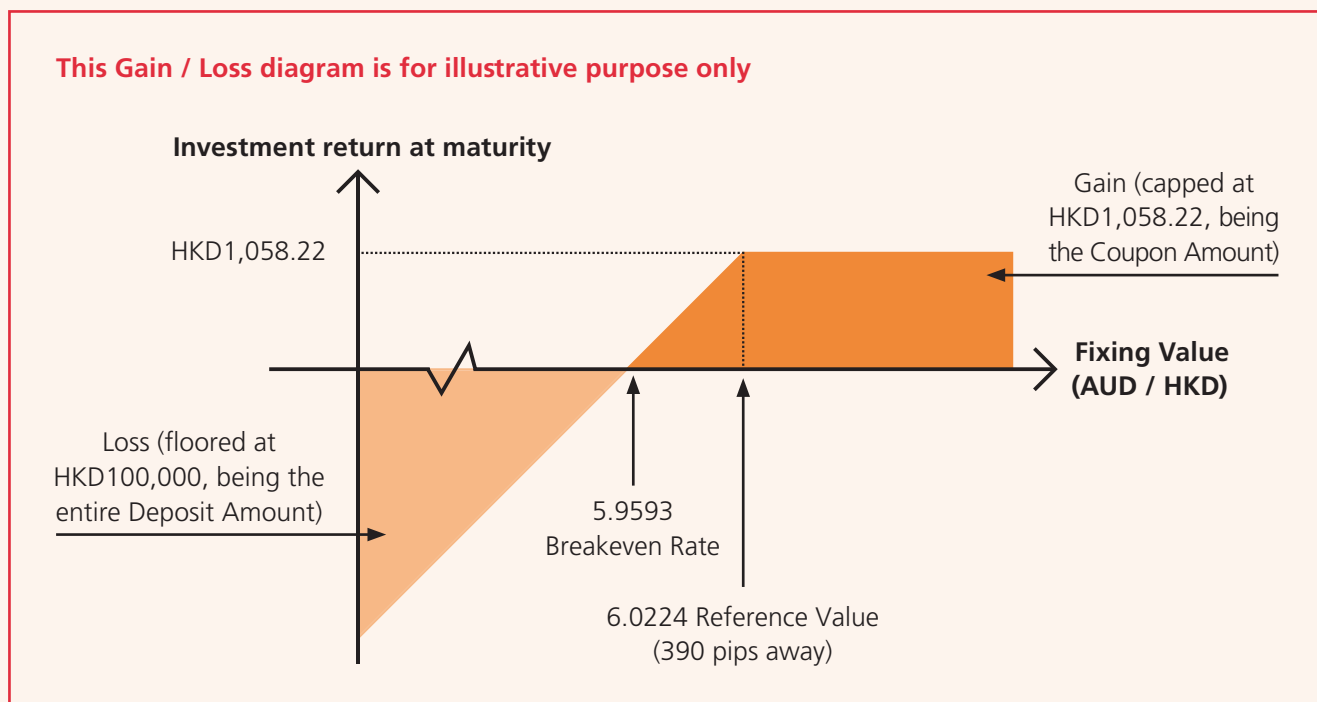 This Gain / Loss diagram is for illustrative purpose only
Investment return at maturity
HKD1,058.22
Gain (capped at
HKD1,058.22, being
the Coupon Amount)
Fixing Value
(AUD / HKD)
Loss (floored at
HKD100,000, being the
entire Deposit Amount)
5.9593
Breakeven Rate
6.0224 Reference Value
(390 pips away)